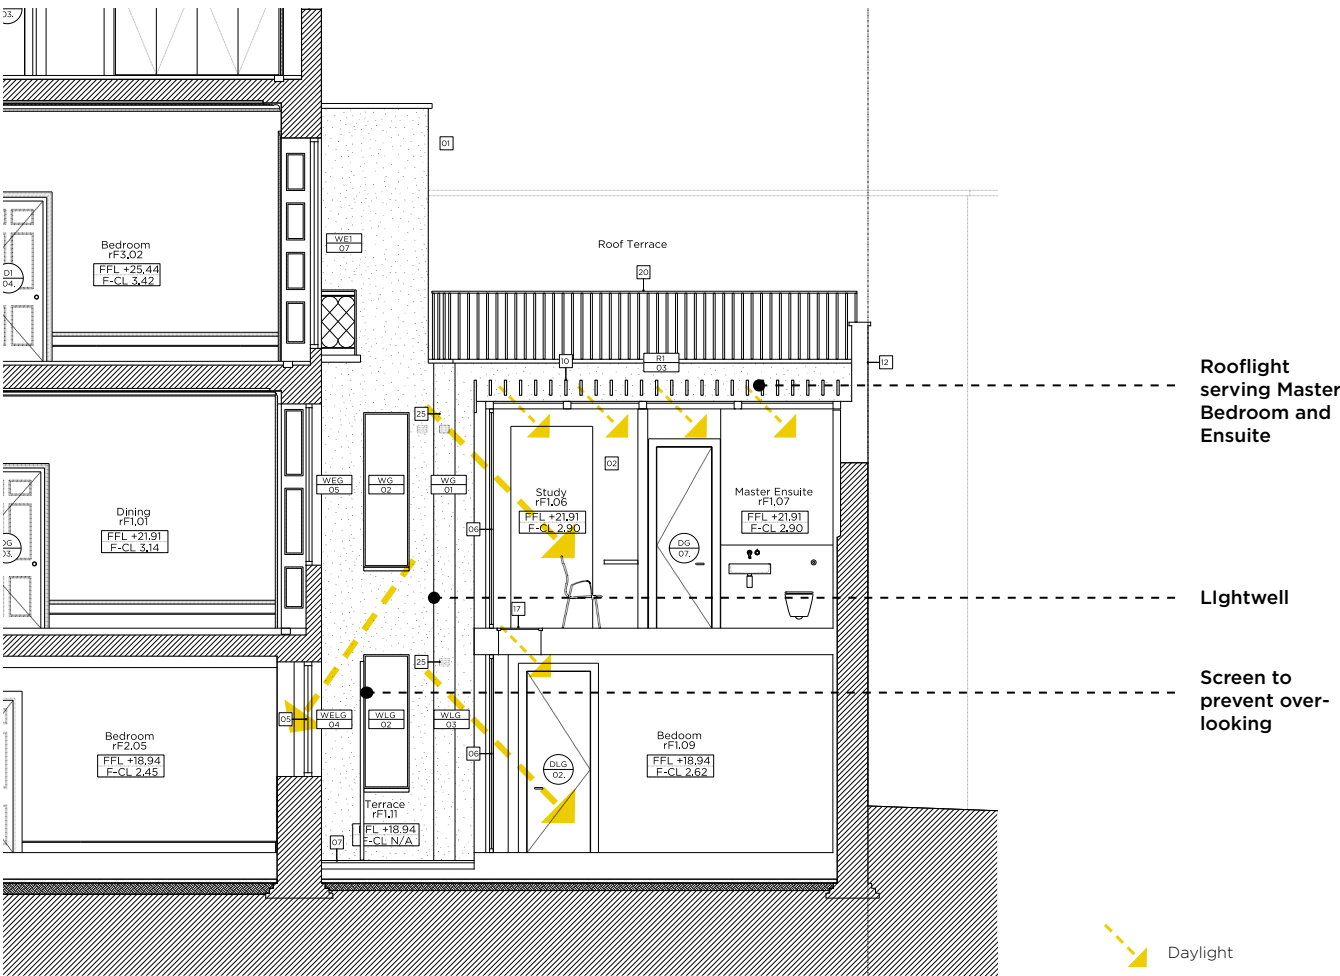 03.
01
Bedroom
rF3.02
FFL +25,44
F-CL 3,42
D1
04.
WE1
07
Roof Terrace
20
10
R1
03
12
Rooflight
serving Master
Bedroom and
Ensuite
25
02
WEG
05
WG
02
WG
01
Dining
rF1.01
FFL +21.91
F-CL 3,14
DG
03.
06
Study
rF1.06
FFL +21.91
F-CL 2.90
DG
07.
Master Ensuite
rF1.07
FFL +21.91
F-CL 2.90
17
LIghtwell
25
Screen to
prevent over-
looking
05
WELG
04
WLG
02
WLG
03
06
Bedroom
rF2.05
FFL +18,94
F-CL 2,45
DLG
02.
Bedoom
rF1.09
FFL +18,94
F-CL 2,62
Terrace
rF1.11
FFL +18.94
F-CL N/A
07
Daylight